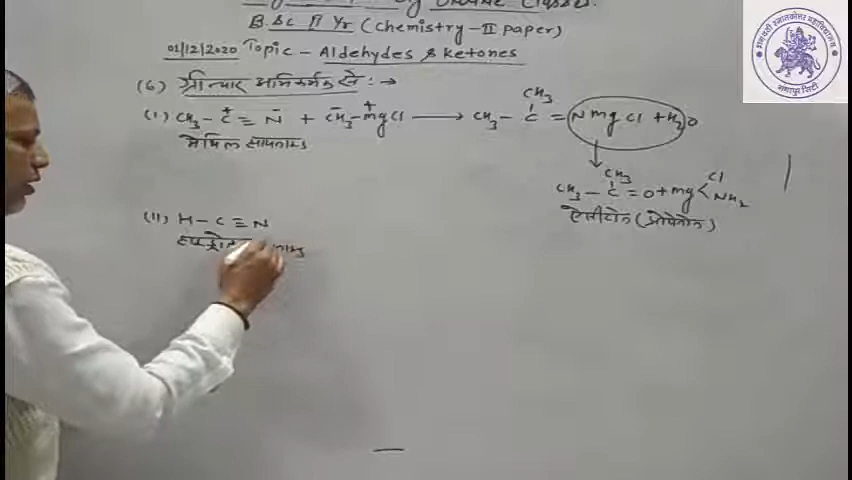 B.Sc II Yr (Chemistry-II Paper)
01/12/2020 Topic - Aldehydes & Ketones
(6) ग्रीन्यार अभिकर्मक से :- →
CH3
(I) CH3 - C ≡ N + CH3 - mgCl ⟶ CH3 - C = NmgCl + H2O
मेथिल सायनाइड
CH3 Cl
CH3 - C = O + mg < NH2
ऐसीटोन (प्रोपेनोन)
(II) H - C ≡ N